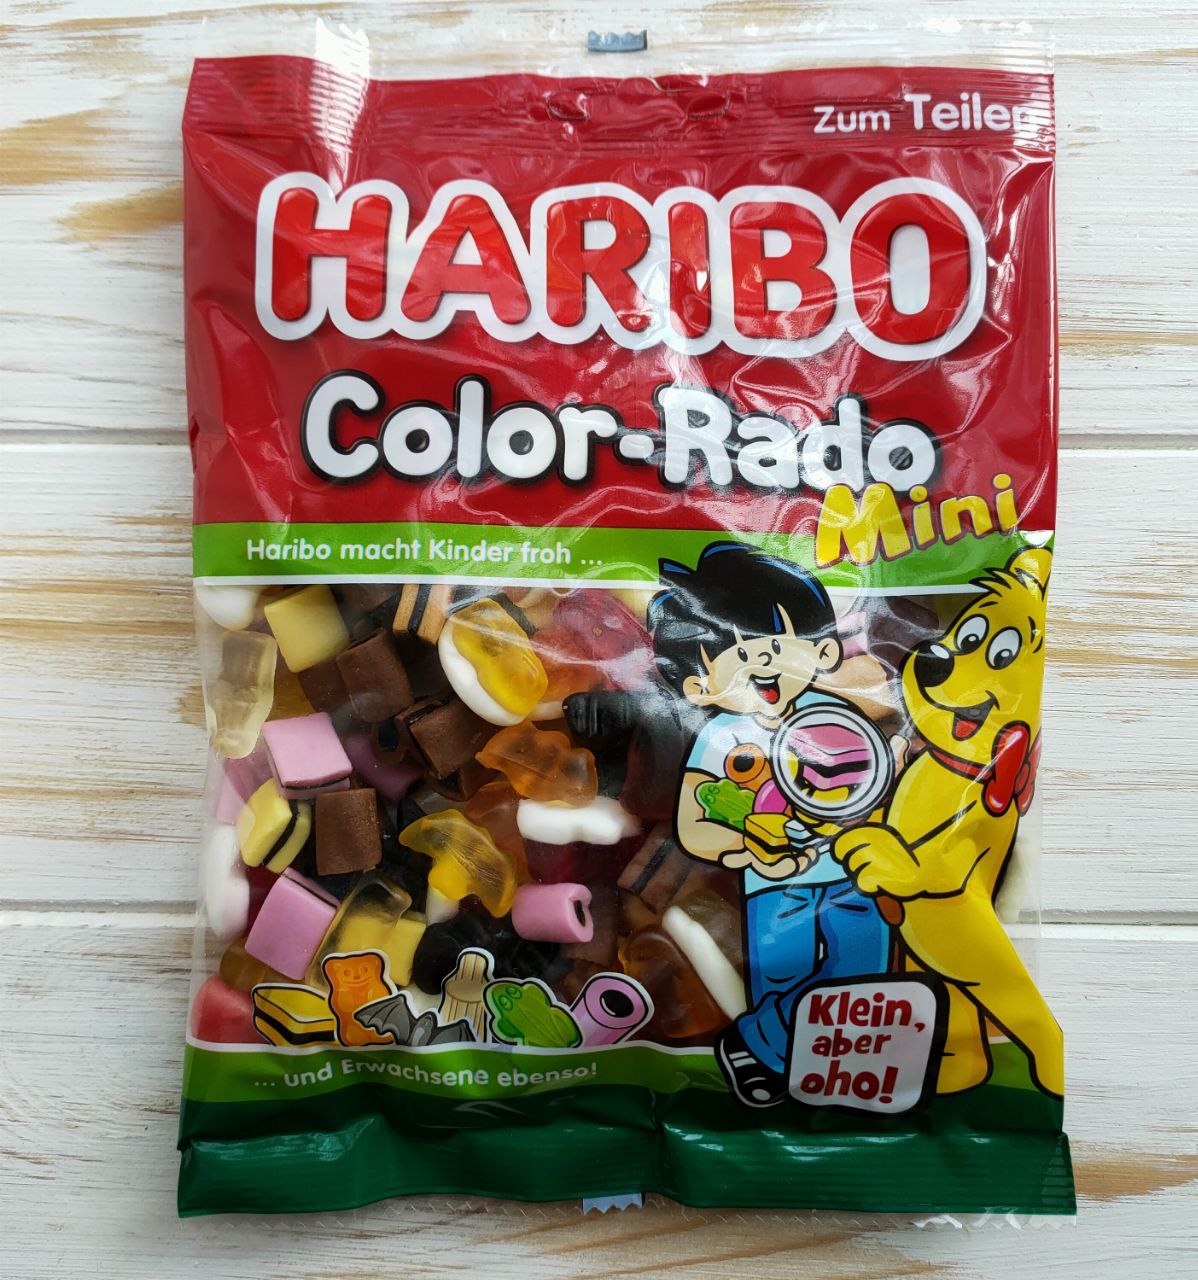 Zum Teilen
HARIBO
Color-Rado
Mini
Haribo macht Kinder froh ...
Klein,
aber
oho!
... und Erwachsene ebenso!